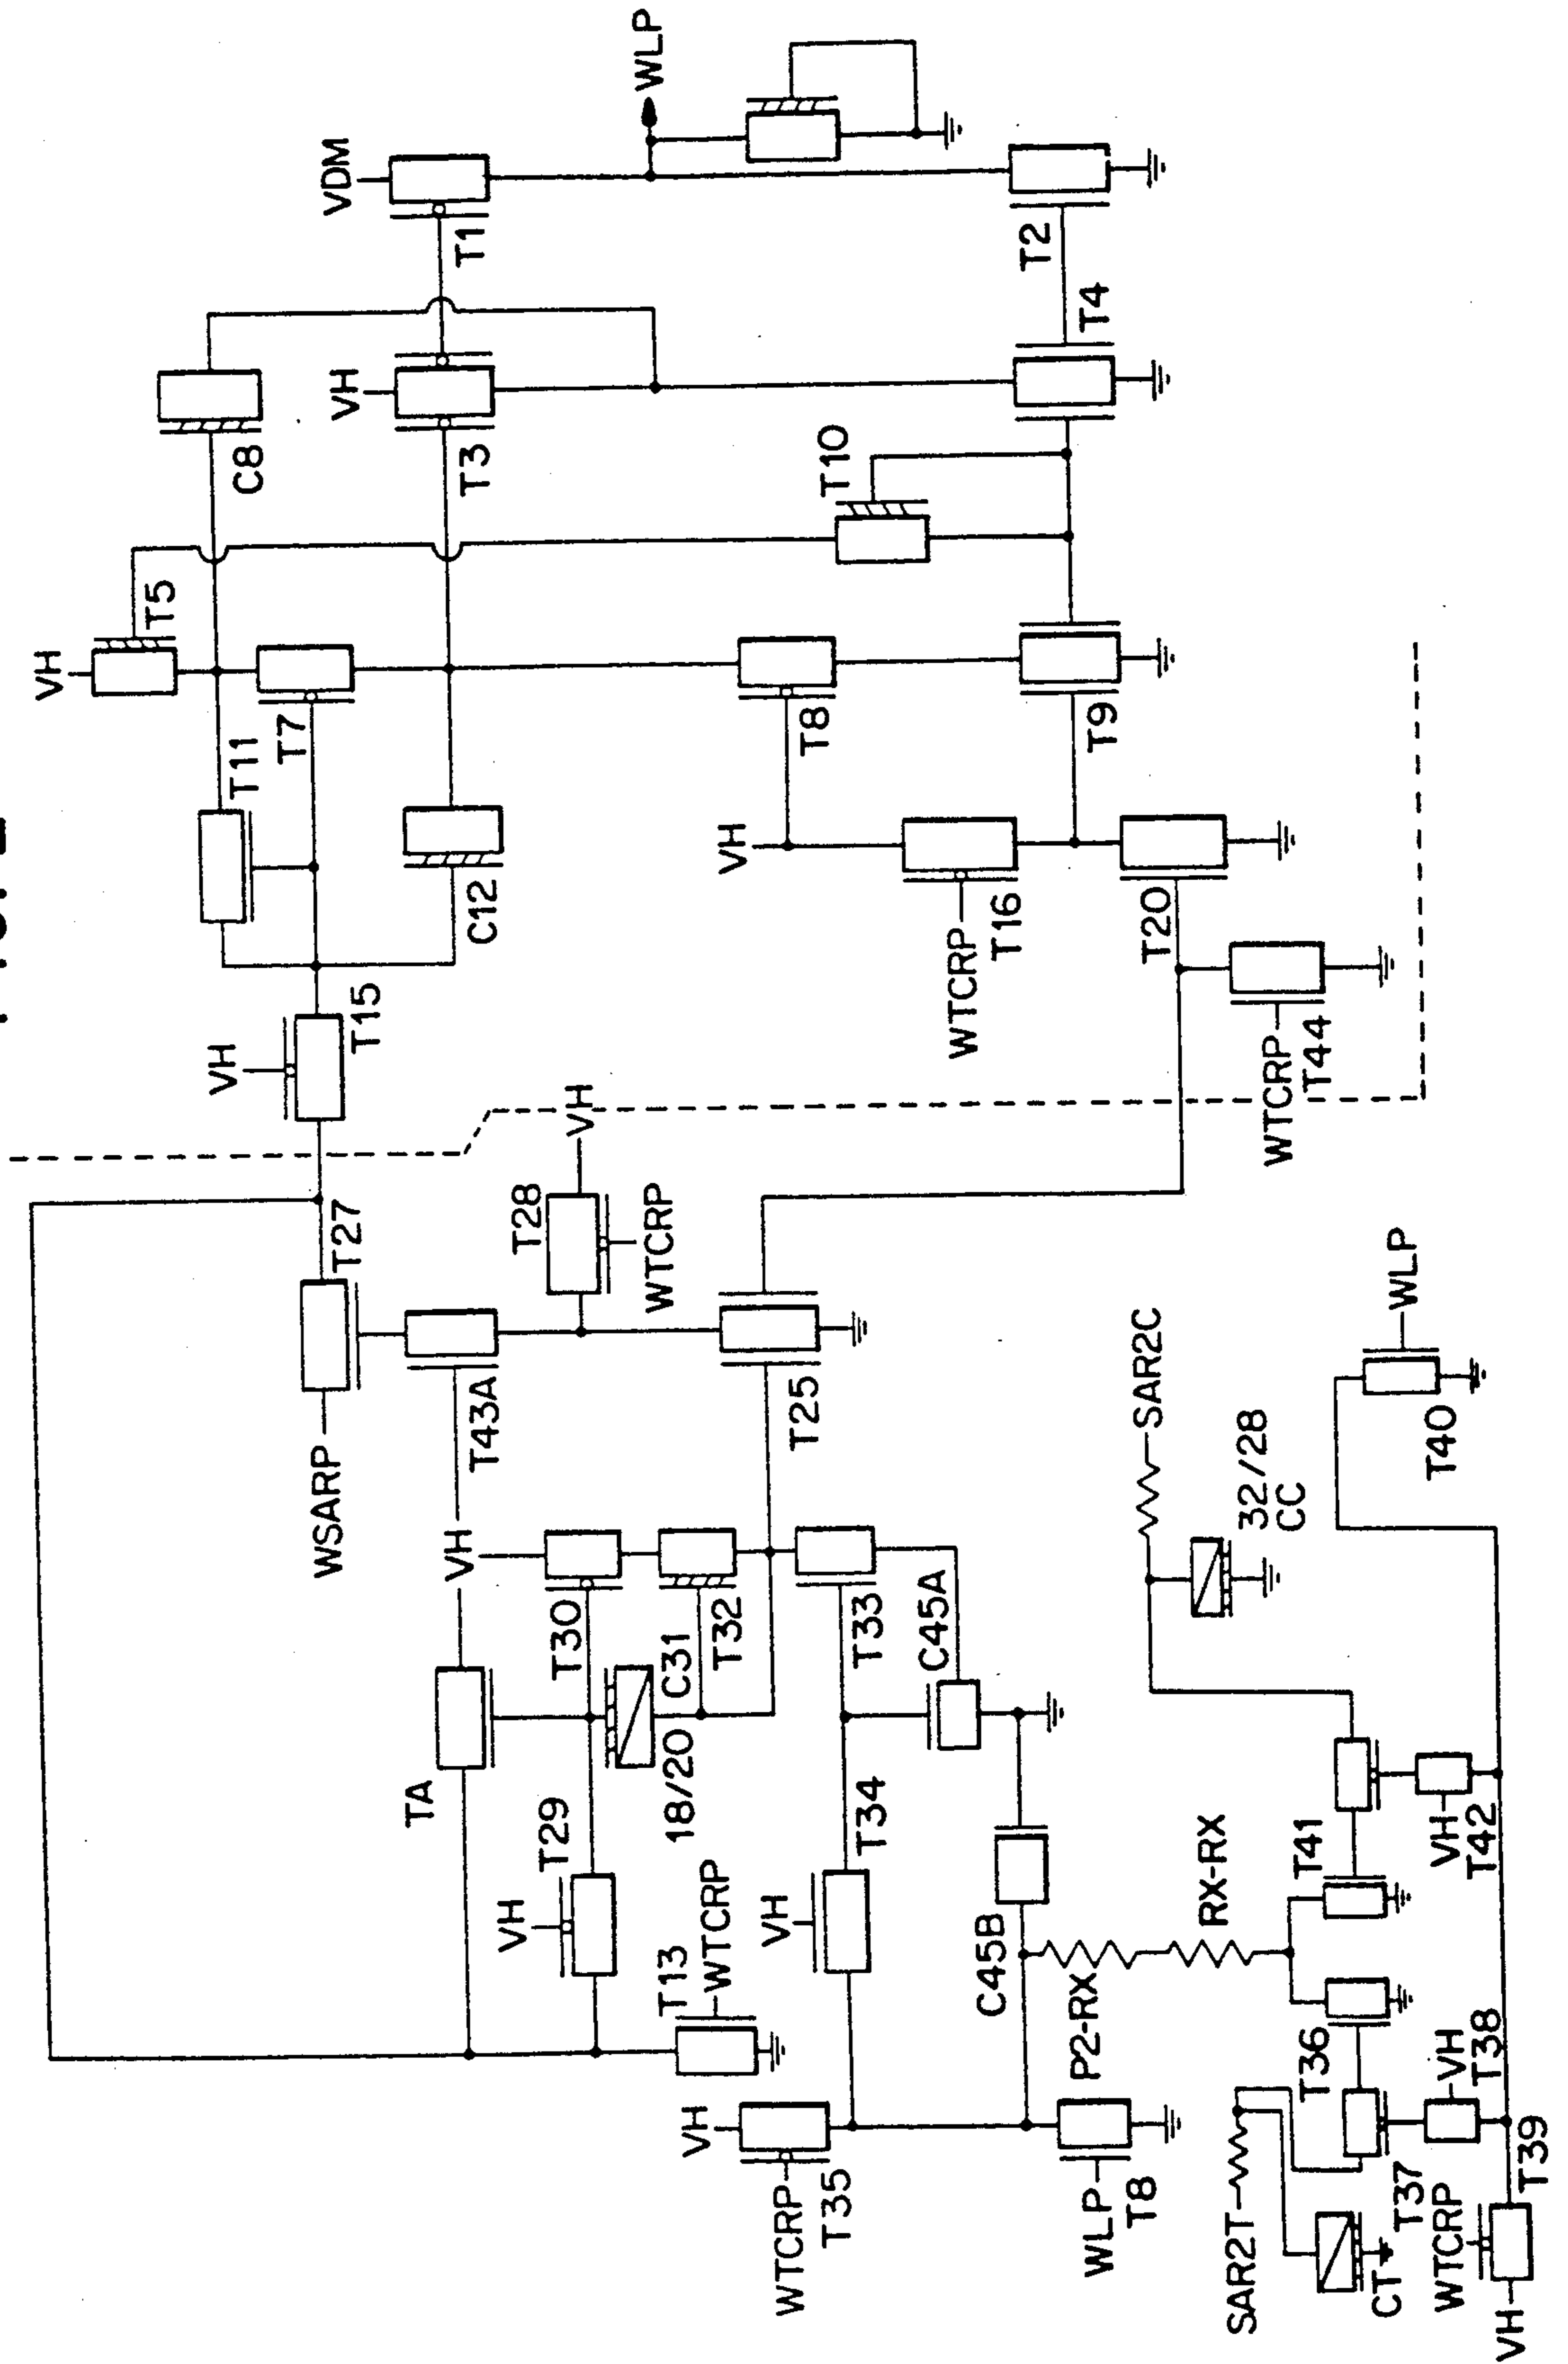 VH
T5
C8
VDM
T1
VH
T3
WLP
T11
T7
T10
T4
T2
VH
T15
C12
VH
T8
T9
WTCRP
T16
T20
WTCRP
T44
T27
T28
VH
WTCRP
WSARP
T43A
T25
VH
T30
T32
C31
18/20
T33
C45A
TA
T29
VH
T34
VH
T13
WTCRP
C45B
VH
WTCRP
T35
WLP
T8
P2-RX
RX-RX
SAR2C
32/28
CC
WLP
T40
T41
VH
T42
T36
VH
T38
T37
SAR2T
CT
WTCRP
T39
VH